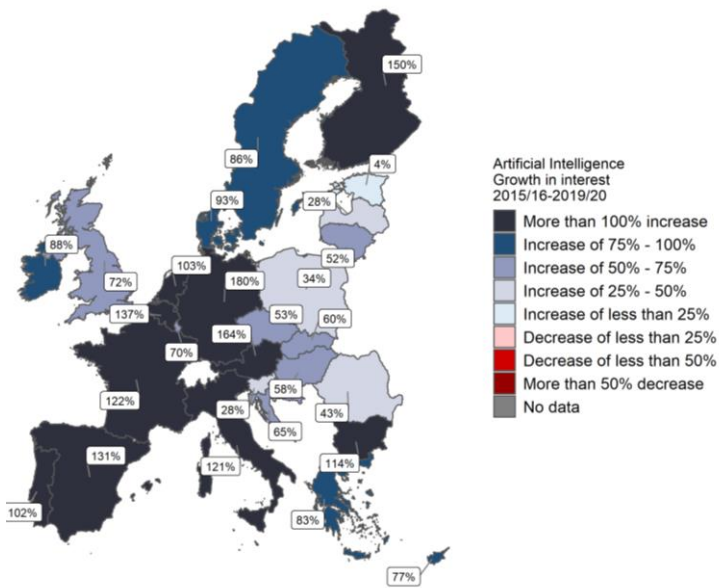 150%
4%
86%
93%
28%
88%
52%
103%
72%
180%
34%
137%
53%
60%
164%
70%
58%
122%
28%
43%
65%
131%
121%
114%
102%
83%
77%
Artificial Intelligence
Growth in interest
2015/16-2019/20
More than 100% increase
Increase of 75% - 100%
Increase of 50% - 75%
Increase of 25% - 50%
Increase of less than 25%
Decrease of less than 25%
Decrease of less than 50%
More than 50% decrease
No data